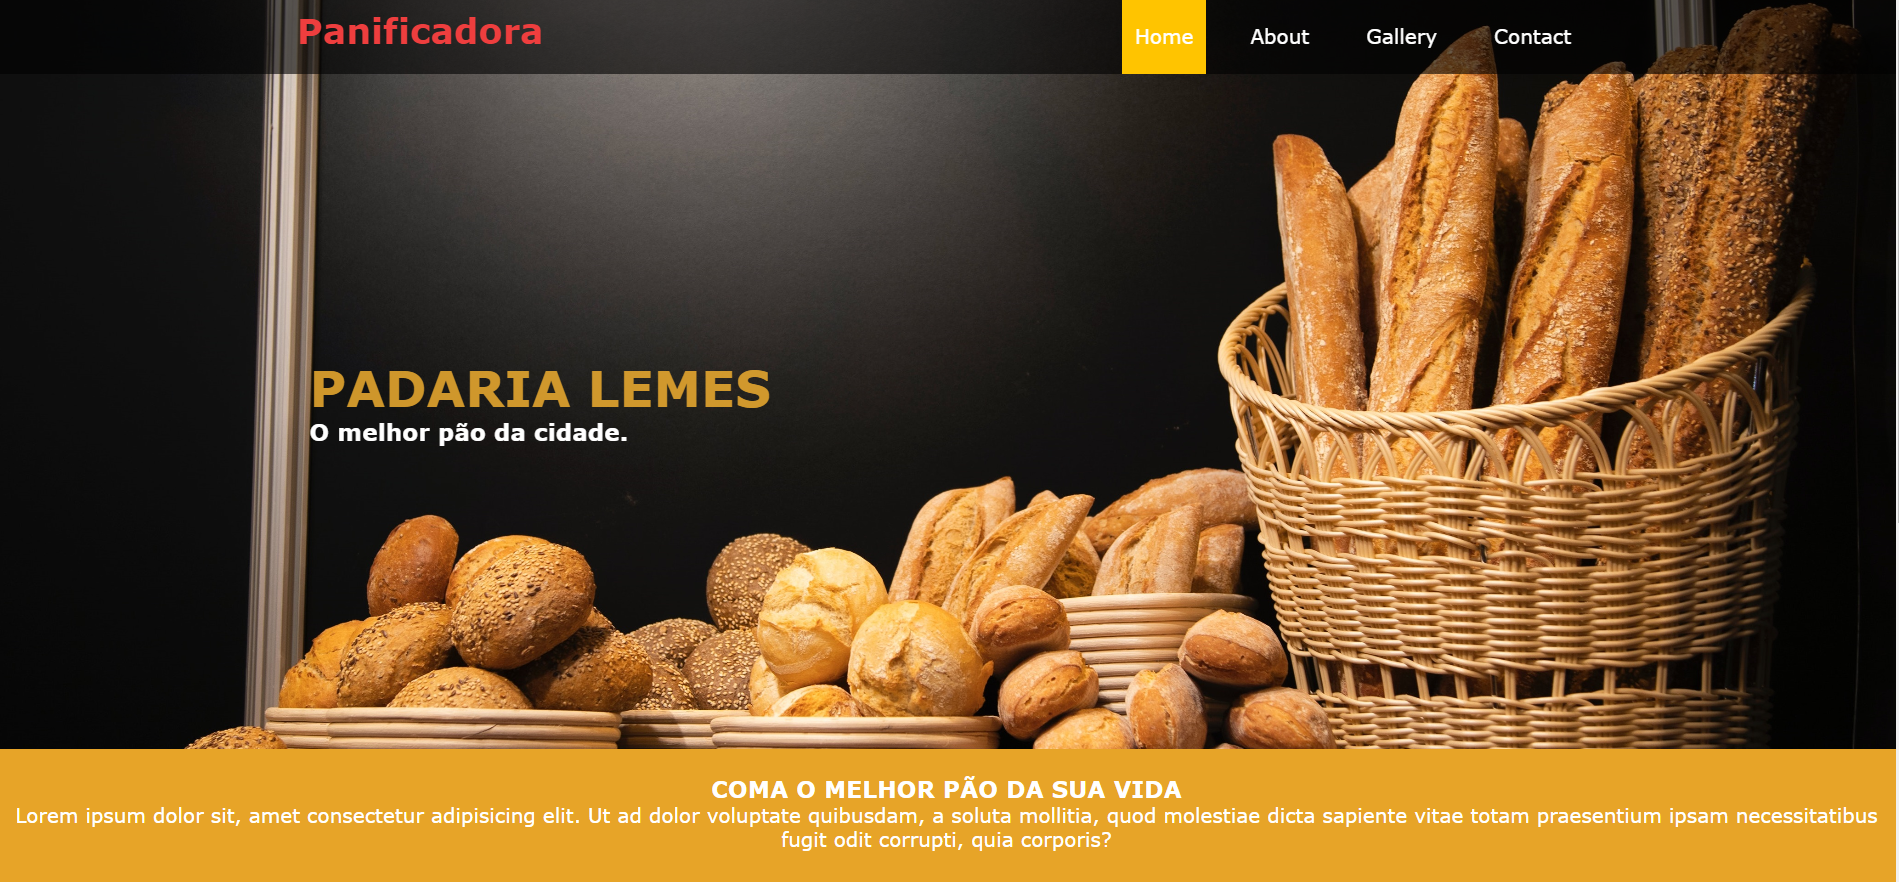 Panificadora
Home About Gallery Contact
PADARIA LEMES
O melhor pão da cidade.
COMA O MELHOR PÃO DA SUA VIDA
Lorem ipsum dolor sit, amet consectetur adipisicing elit. Ut ad dolor voluptate quibusdam, a soluta mollitia, quod molestiae dicta sapiente vitae totam praesentium ipsam necessitatibus
fugit odit corrupti, quia corporis?